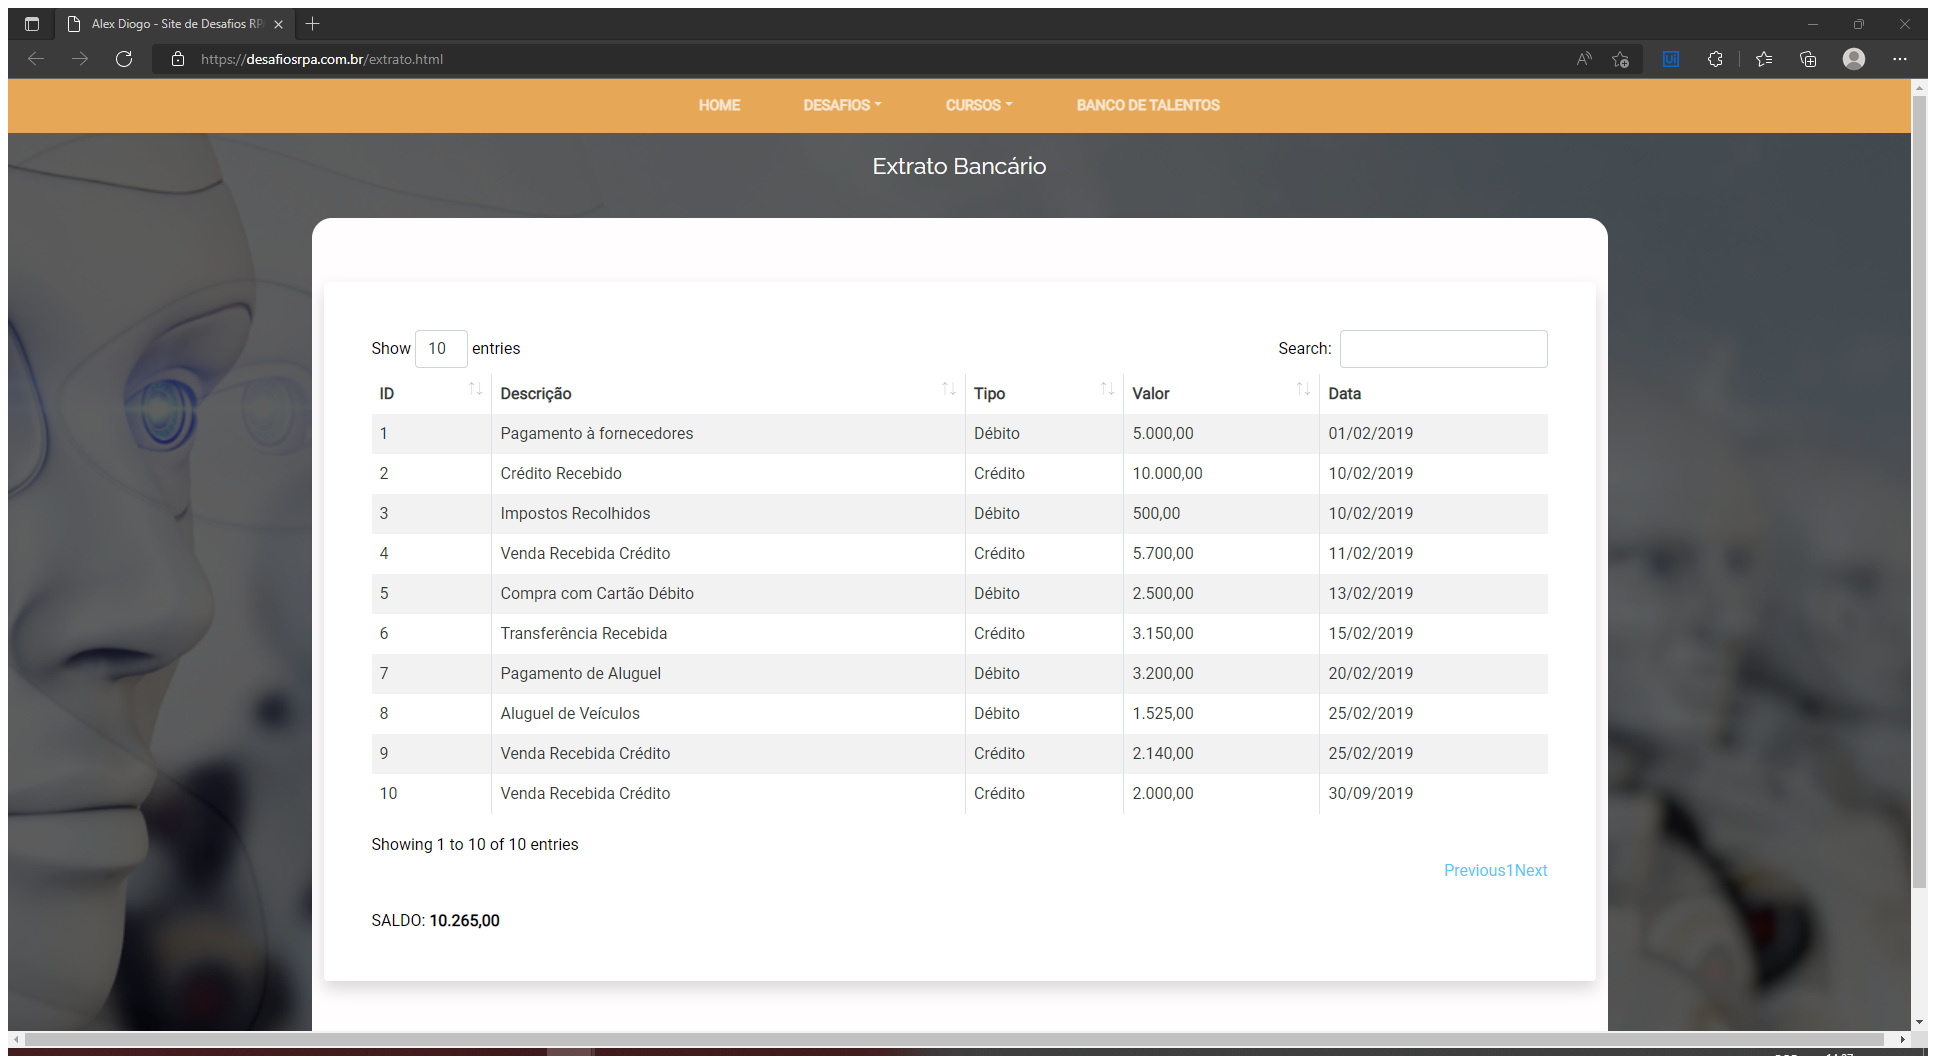 Alex Diogo - Site de Desafios RP
https://desafiosrpa.com.br/extrato.html
HOME DESAFIOS CURSOS BANCO DE TALENTOS
Extrato Bancário
Show 10 entries Search:
ID Descrição Tipo Valor Data
1 Pagamento à fornecedores Débito 5.000,00 01/02/2019
2 Crédito Recebido Crédito 10.000,00 10/02/2019
3 Impostos Recolhidos Débito 500,00 10/02/2019
4 Venda Recebida Crédito Crédito 5.700,00 11/02/2019
5 Compra com Cartão Débito Débito 2.500,00 13/02/2019
6 Transferência Recebida Crédito 3.150,00 15/02/2019
7 Pagamento de Aluguel Débito 3.200,00 20/02/2019
8 Aluguel de Veículos Débito 1.525,00 25/02/2019
9 Venda Recebida Crédito Crédito 2.140,00 25/02/2019
10 Venda Recebida Crédito Crédito 2.000,00 30/09/2019
Showing 1 to 10 of 10 entries
Previous1Next
SALDO: 10.265,00